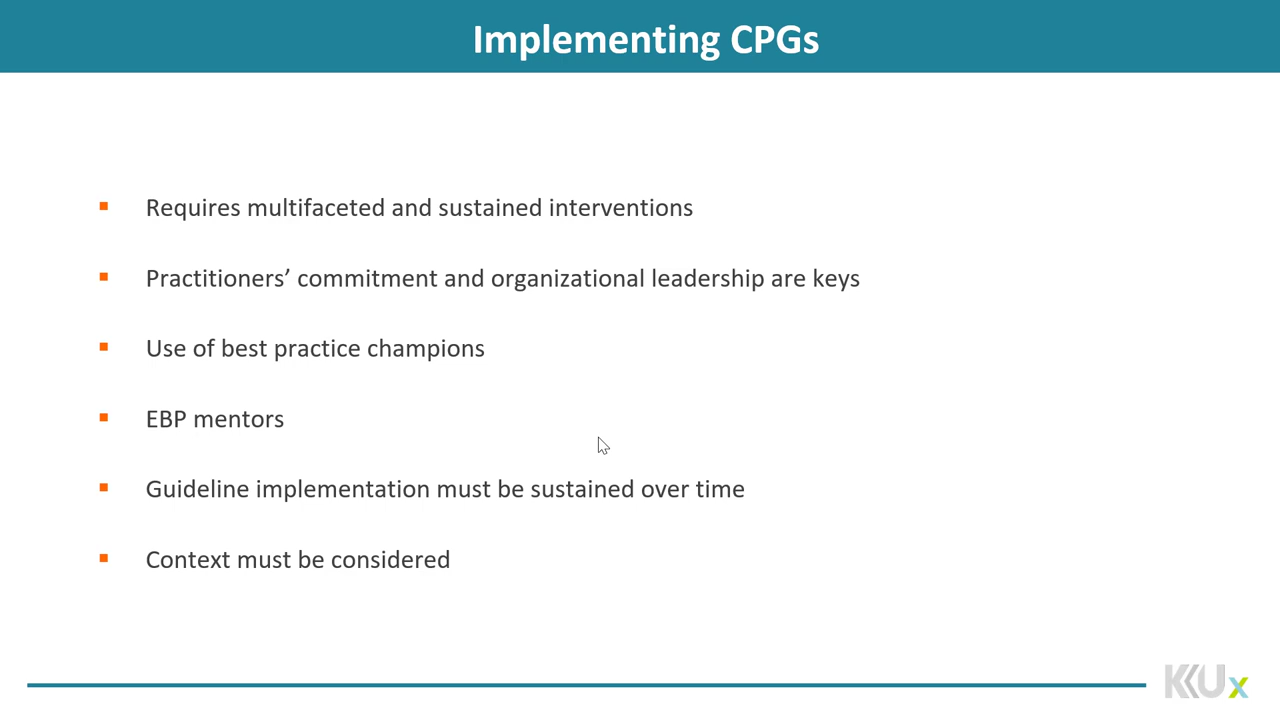 Implementing CPGs
Requires multifaceted and sustained interventions
Practitioners’ commitment and organizational leadership are keys
Use of best practice champions
EBP mentors
Guideline implementation must be sustained over time
Context must be considered
KKUx